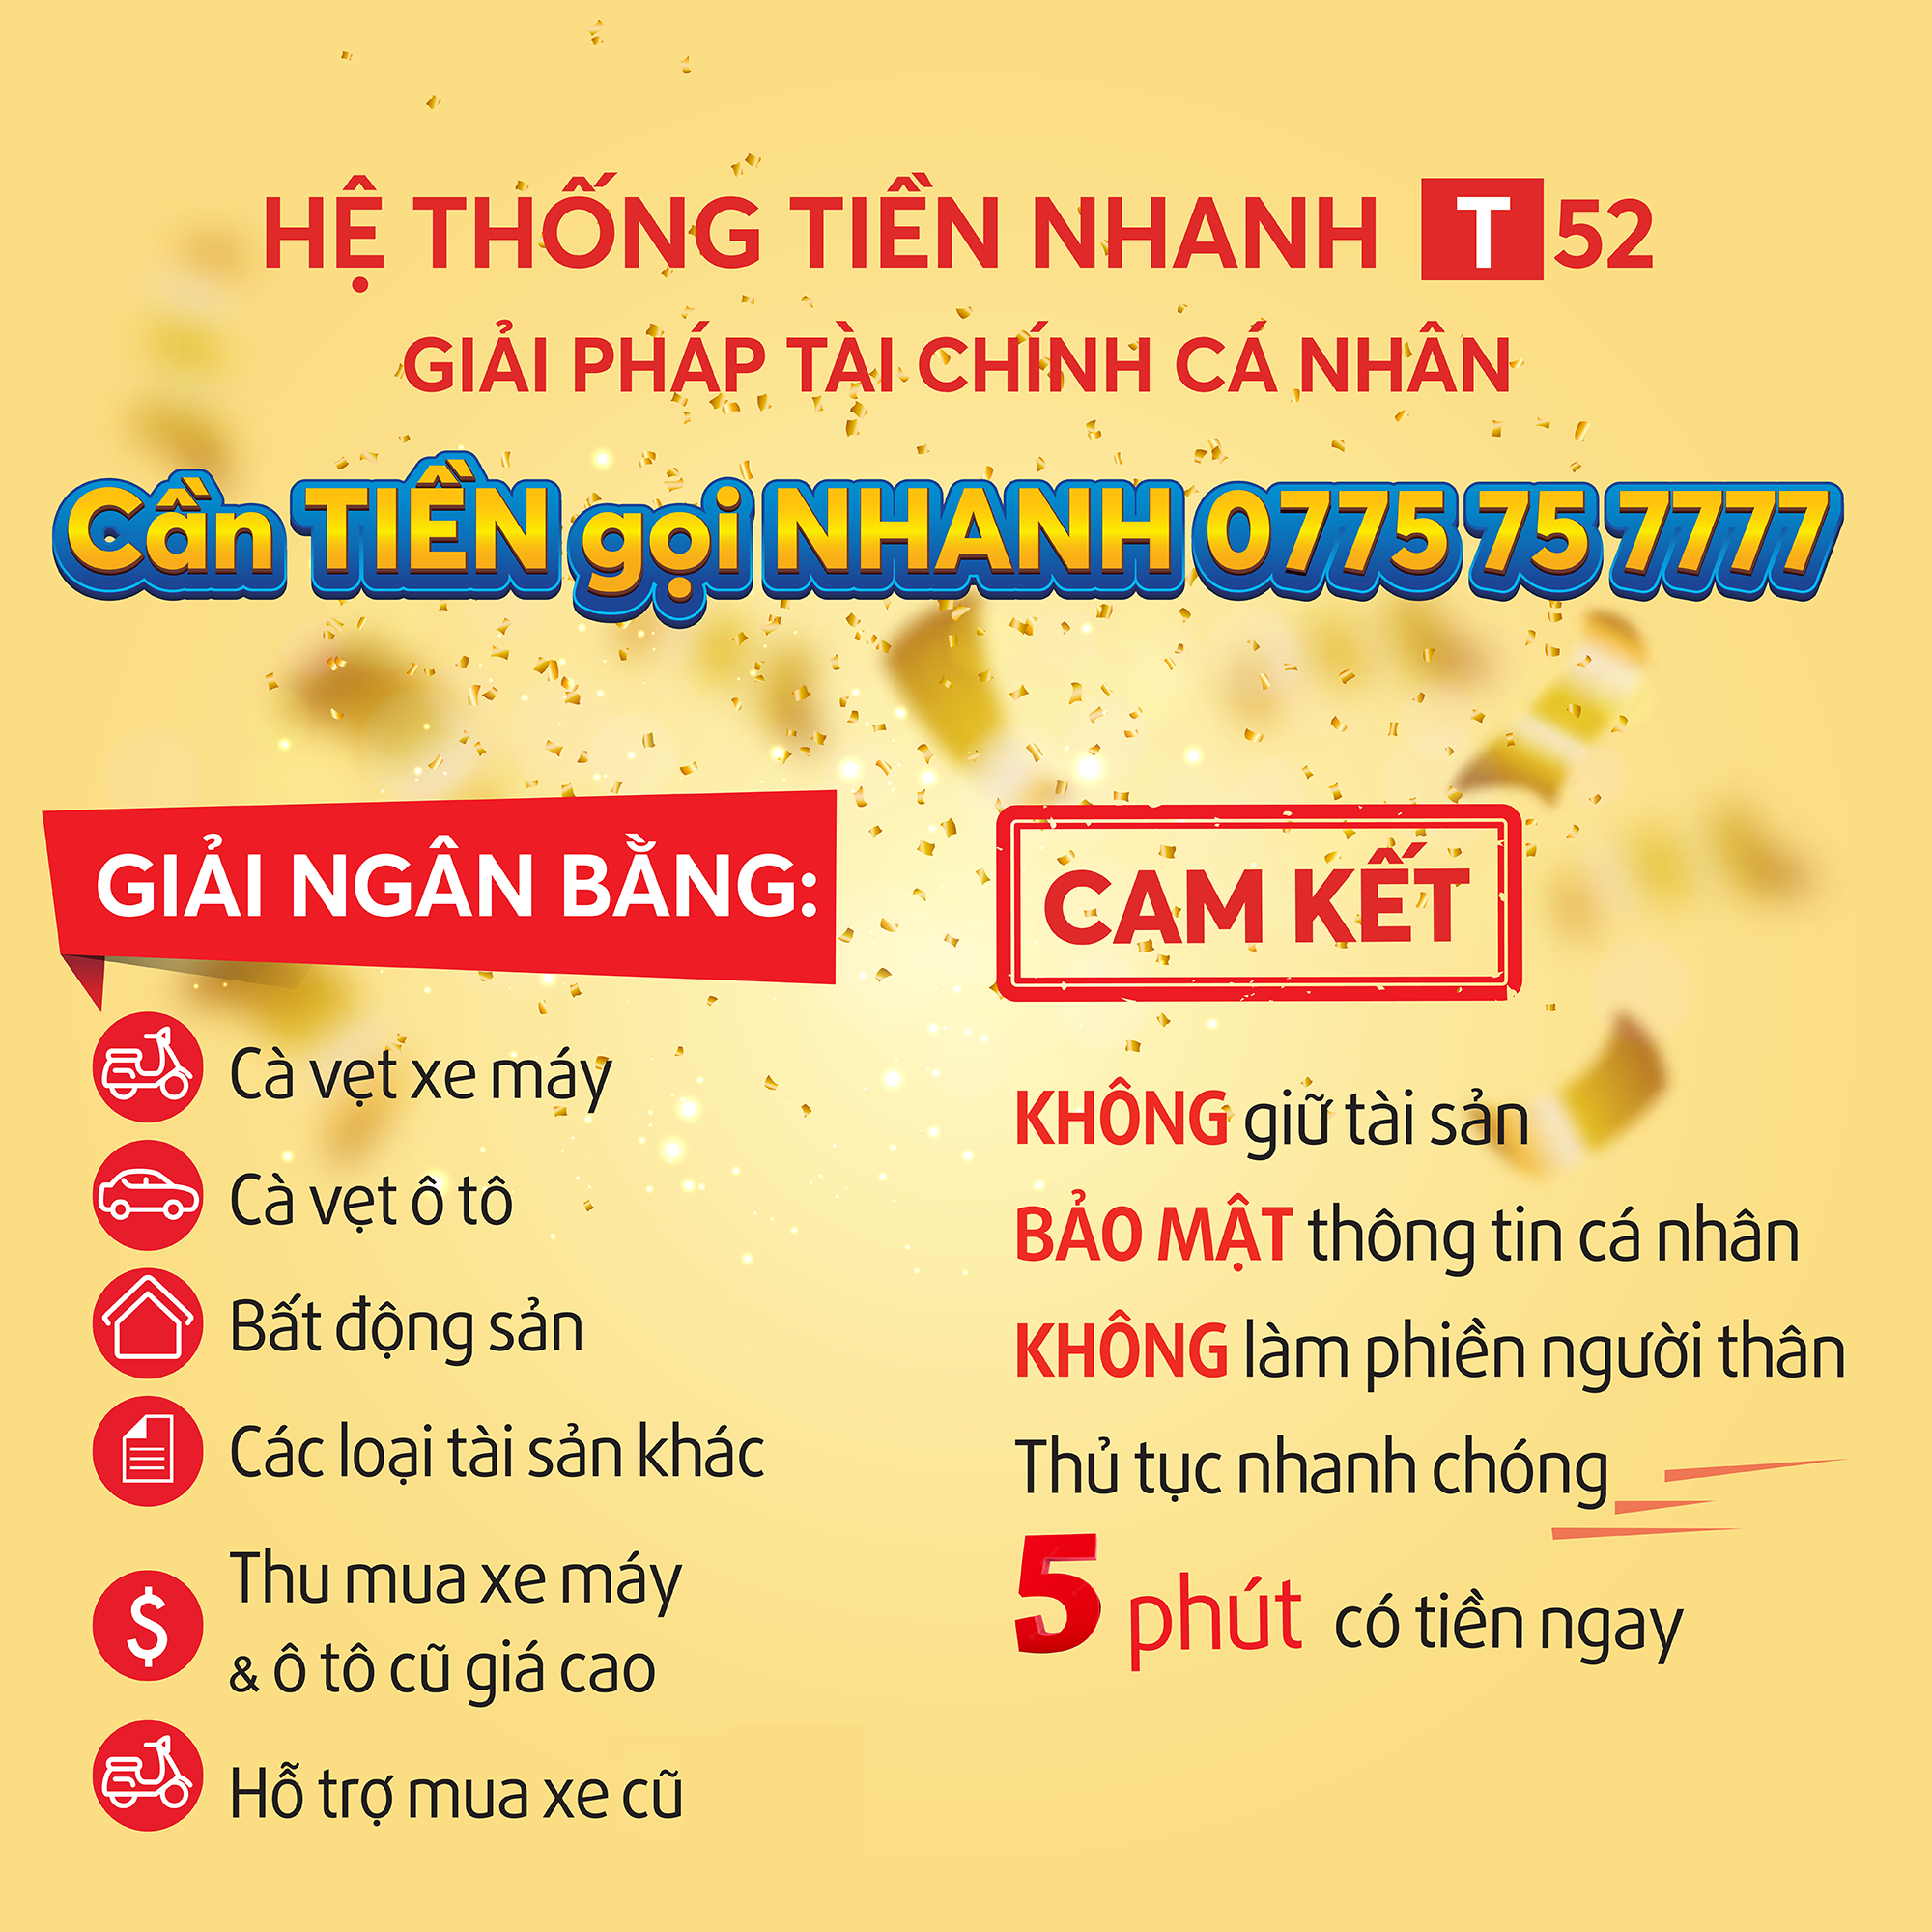 HỆ THỐNG TIỀN NHANH T52
GIẢI PHÁP TÀI CHÍNH CÁ NHÂN
Cần TIỀN gọi NHANH 0775 75 7777
GIẢI NGÂN BẰNG:
Cà vẹt xe máy
Cà vẹt ô tô
Bất động sản
Các loại tài sản khác
$
Thu mua xe máy
& ô tô cũ giá cao
Hỗ trợ mua xe cũ
CAM KẾT
KHÔNG giữ tài sản
BẢO MẬT thông tin cá nhân
KHÔNG làm phiền người thân
Thủ tục nhanh chóng
5 phút có tiền ngay